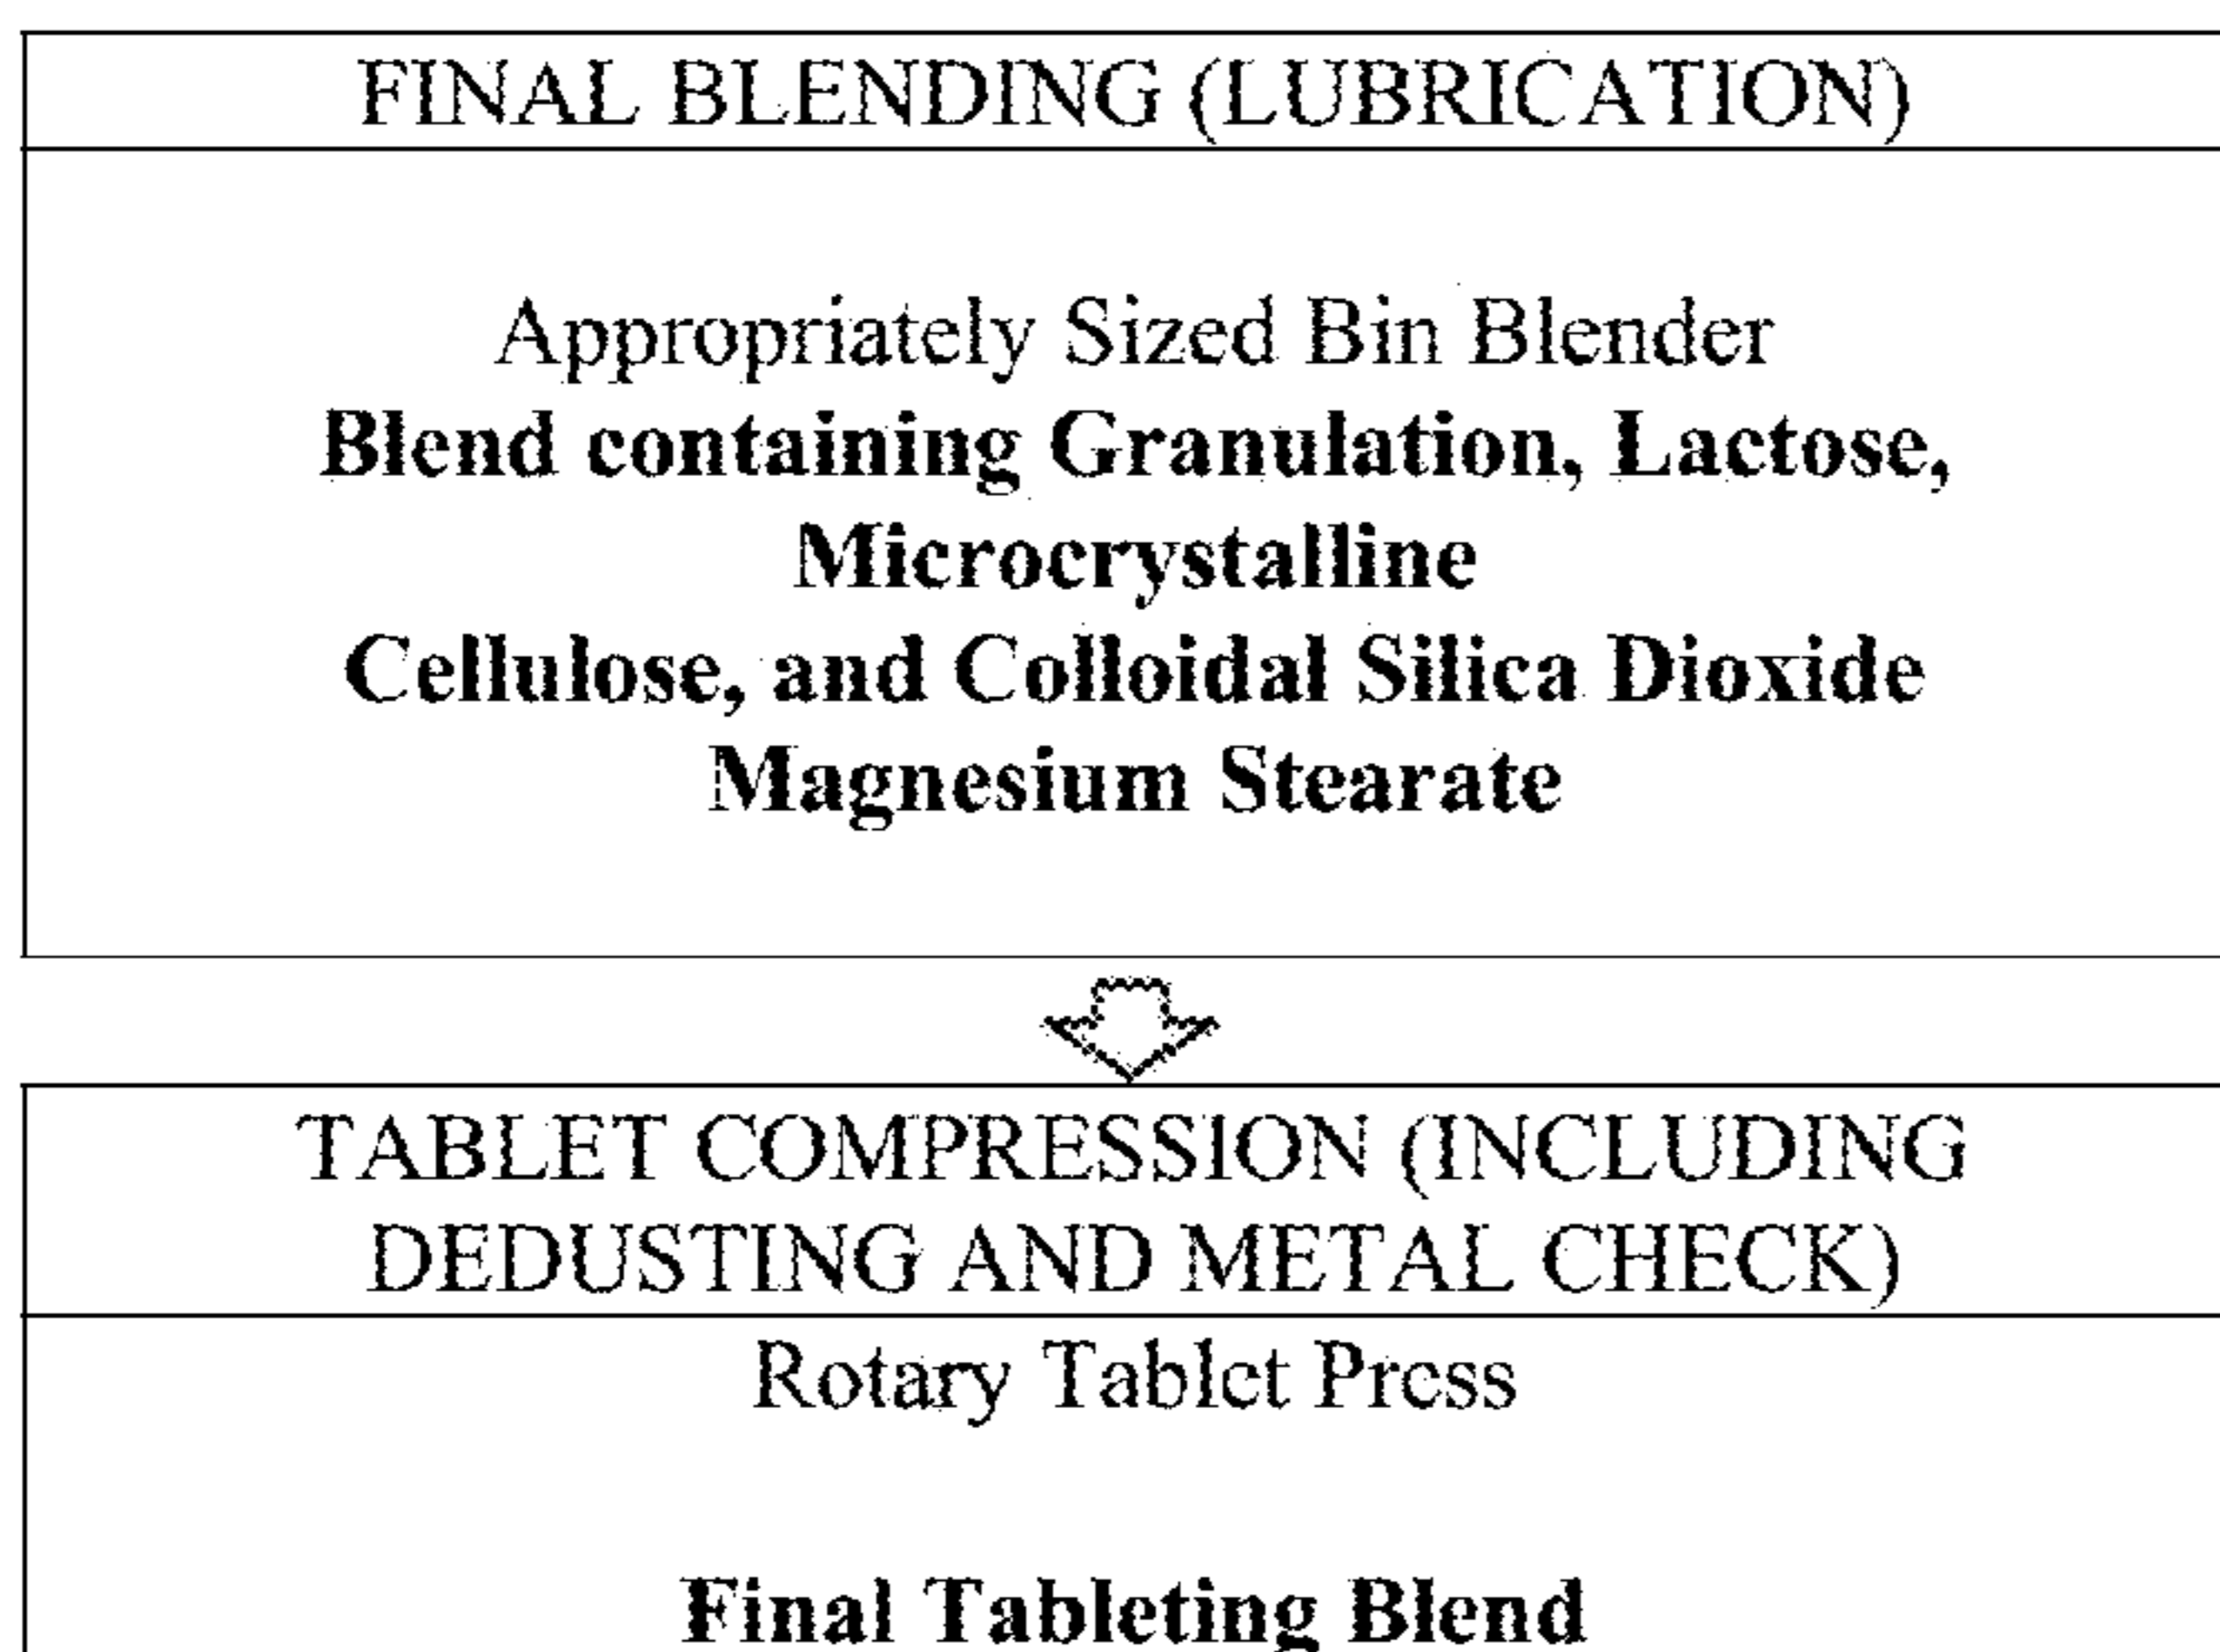 FINAL BLENDING (LUBRICATION)
Appropriately Sized Bin Blender
Blend containing Granulation, Lactose,
Microcrystalline
Cellulose, and Colloidal Silica Dioxide
Magnesium Stearate
TABLET COMPRESSION (INCLUDING
DEDUSTING AND METAL CHECK)
Rotary Tablet Press
Final Tableting Blend